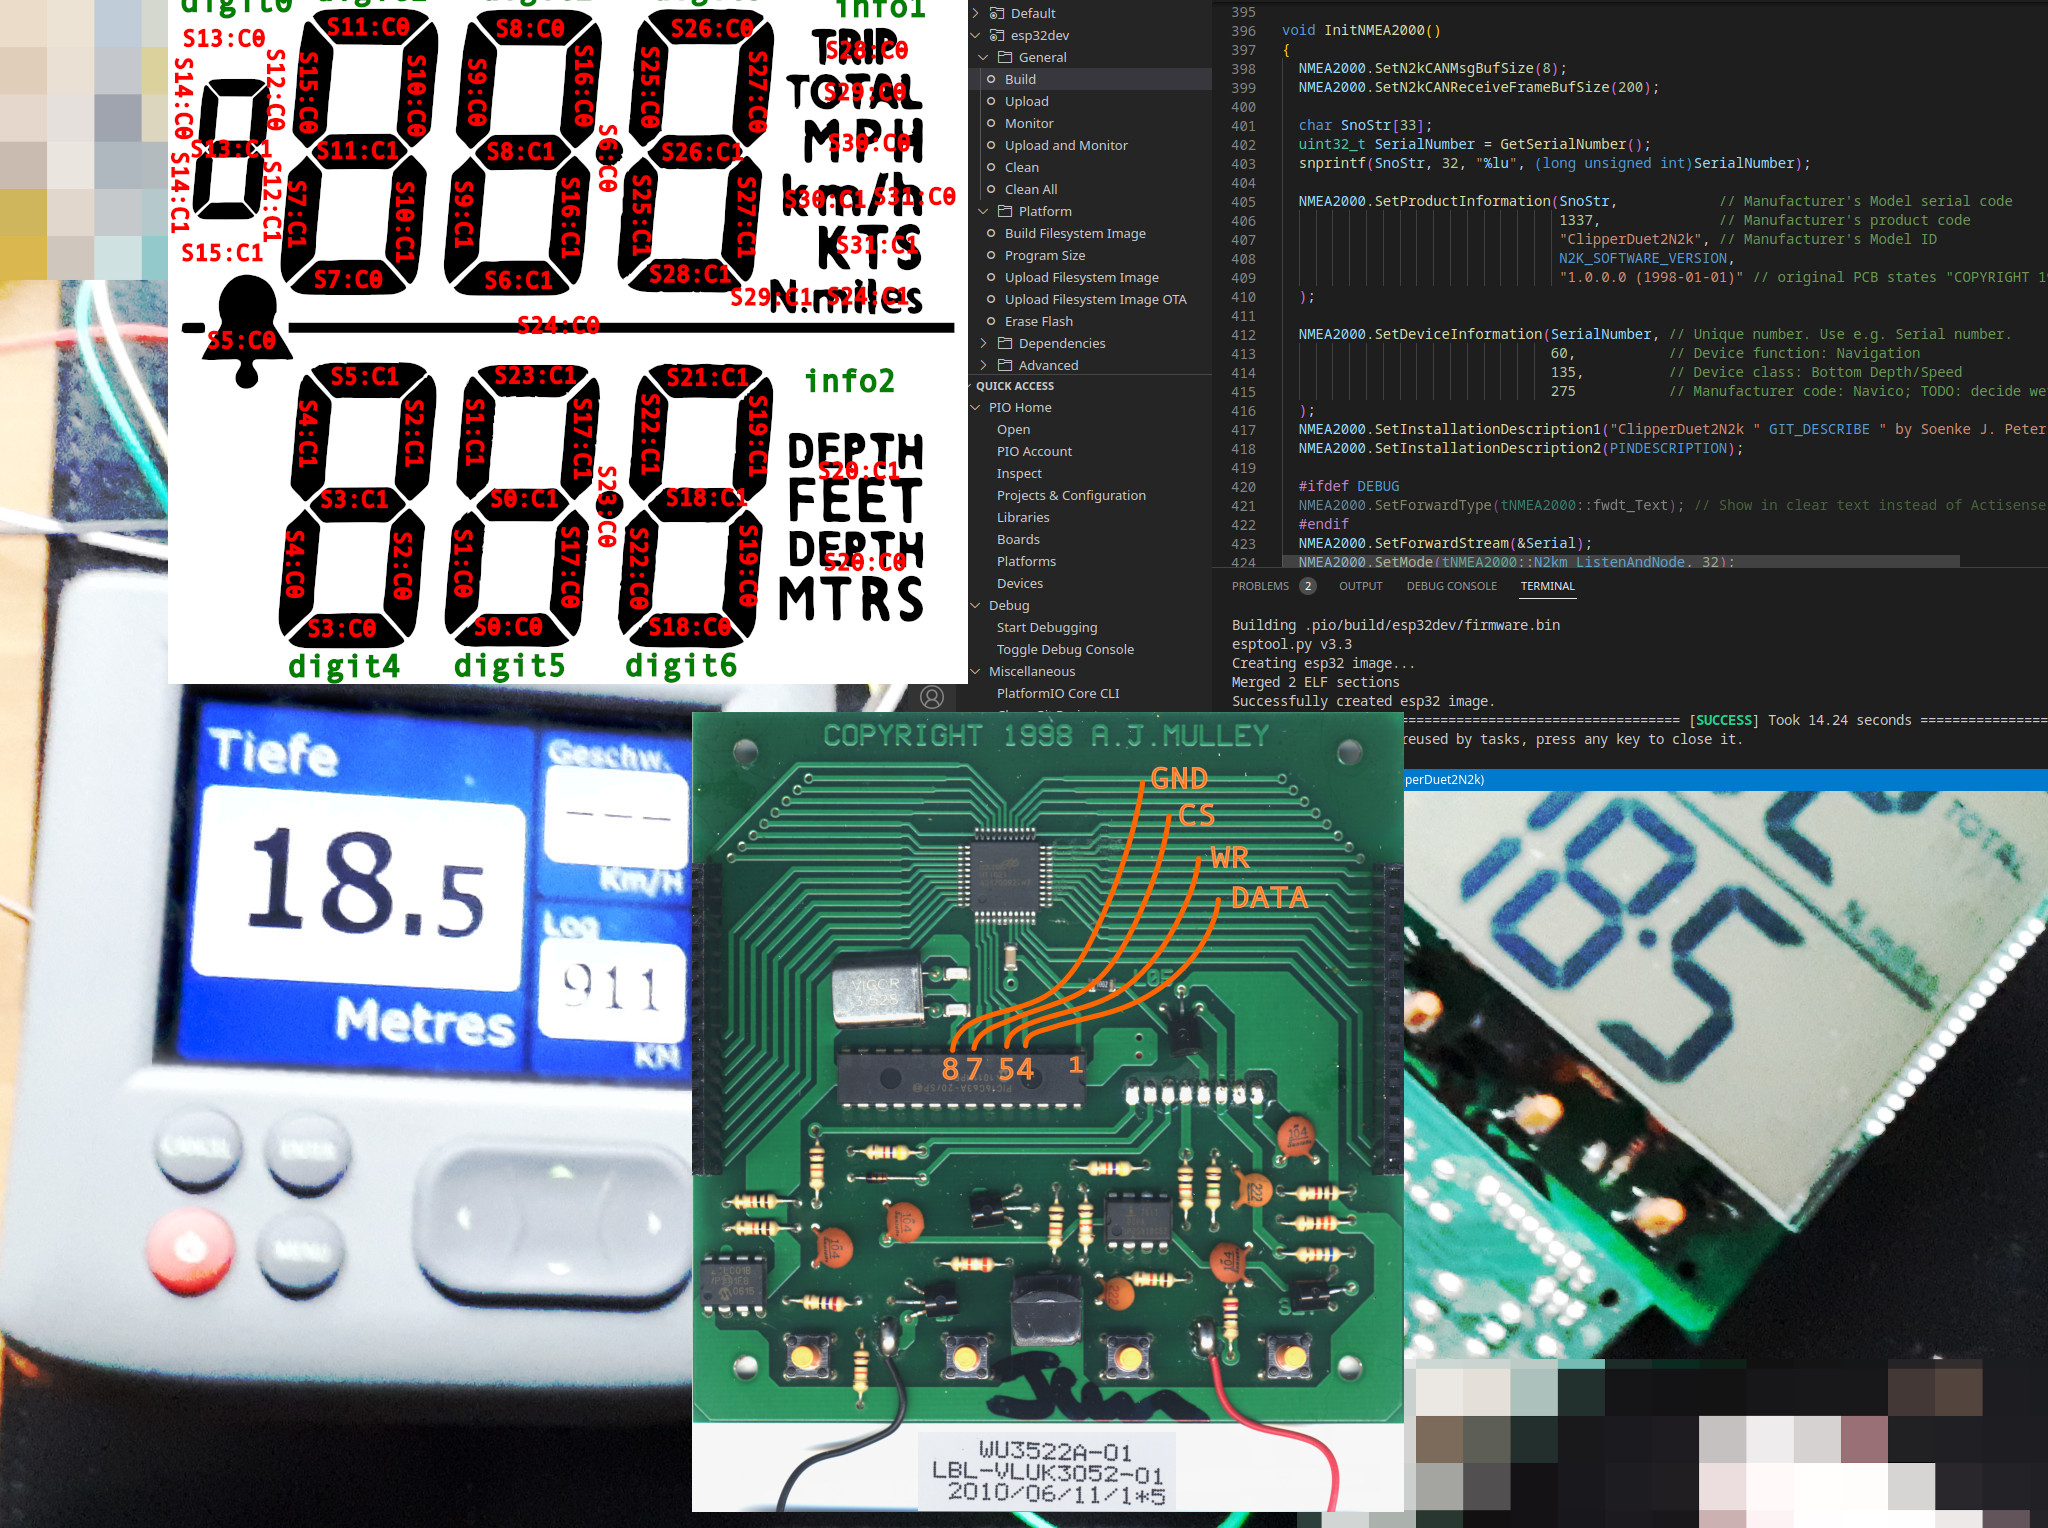 digit0
info1
S13:C0
S11:C0
S8:C0
S26:C0
TRIP
S28:C0
S14:C0
S12:C0
S15:C0
S10:C0
S9:C0
S16:C0
S25:C0
S27:C0
TOTAL
S29:C0
S13:C1
S11:C1
S8:C1
S6:C0
S26:C1
MPH
S30:C0
S14:C1
S12:C1
S7:C1
S10:C1
S9:C1
S16:C1
S25:C1
S27:C1
km/h
S30:C1
S31:C0
KTS
S31:C1
S15:C1
S7:C0
S6:C1
S28:C1
N.miles
S29:C1
S24:C1
S24:C0
S5:C0
S5:C1
S23:C1
S21:C1
info2
S4:C1
S2:C1
S1:C1
S17:C1
S22:C1
S19:C1
DEPTH
S20:C1
FEET
S3:C1
S0:C1
S23:C0
S18:C1
S4:C0
S2:C0
S1:C0
S17:C0
S22:C0
S19:C0
DEPTH
S20:C0
MTRS
S3:C0
S0:C0
S18:C0
digit4
digit5
digit6
Default
esp32dev
General
Build
Upload
Monitor
Upload and Monitor
Clean
Clean All
Platform
Build Filesystem Image
Program Size
Upload Filesystem Image
Upload Filesystem Image OTA
Erase Flash
Dependencies
Advanced
QUICK ACCESS
PIO Home
Open
PIO Account
Inspect
Projects & Configuration
Libraries
Boards
Platforms
Devices
Debug
Start Debugging
Toggle Debug Console
Miscellaneous
PlatformIO Core CLI
395
396 void InitNMEA2000()
397 {
398 NMEA2000.SetN2kCANMsgBufSize(8);
399 NMEA2000.SetN2kCANReceiveFrameBufSize(200);
400
401 char SnoStr[33];
402 uint32_t SerialNumber = GetSerialNumber();
403 snprintf(SnoStr, 32, "%lu", (long unsigned int)SerialNumber);
404
405 NMEA2000.SetProductInformation(SnoStr, // Manufacturer's Model serial code
406 1337, // Manufacturer's product code
407 "ClipperDuet2N2k", // Manufacturer's Model ID
408 N2K_SOFTWARE_VERSION,
409 "1.0.0.0 (1998-01-01)" // original PCB states "COPYRIGHT 19
410 );
411
412 NMEA2000.SetDeviceInformation(SerialNumber, // Unique number. Use e.g. Serial number.
413 60, // Device function: Navigation
414 135, // Device class: Bottom Depth/Speed
415 275 // Manufacturer code: Navico; TODO: decide we
416 );
417 NMEA2000.SetInstallationDescription1("ClipperDuet2N2k " GIT_DESCRIBE " by Soenke J. Peter
418 NMEA2000.SetInstallationDescription2(PINDESCRIPTION);
419
420 #ifdef DEBUG
421 NMEA2000.SetForwardType(tNMEA2000::fwdt_Text); // Show in clear text instead of Actisense
422 #endif
423 NMEA2000.SetForwardStream(&Serial);
424 NMEA2000.SetMode(tNMEA2000::N2km_ListenAndNode, 32);
PROBLEMS 2 OUTPUT DEBUG CONSOLE TERMINAL
Building .pio/build/esp32dev/firmware.bin
esptool.py v3.3
Creating esp32 image...
Merged 2 ELF sections
Successfully created esp32 image.
================================= [SUCCESS] Took 14.24 seconds ================
reused by tasks, press any key to close it.
perDuet2N2k)
Tiefe
18.5
Metres
Geschw.
---
Km/H
Log
911
KN
CANCEL
ENTER
MENU
COPYRIGHT 1998 A.J.MULLEY
GND
CS
WR
DATA
8 7 5 4 1
PIC16C63A-20/SP
104
222
104
104
WU3522A-01
LBL-VLUK3052-01
2010/06/11/1*5
18.5
TOTAL
N.miles